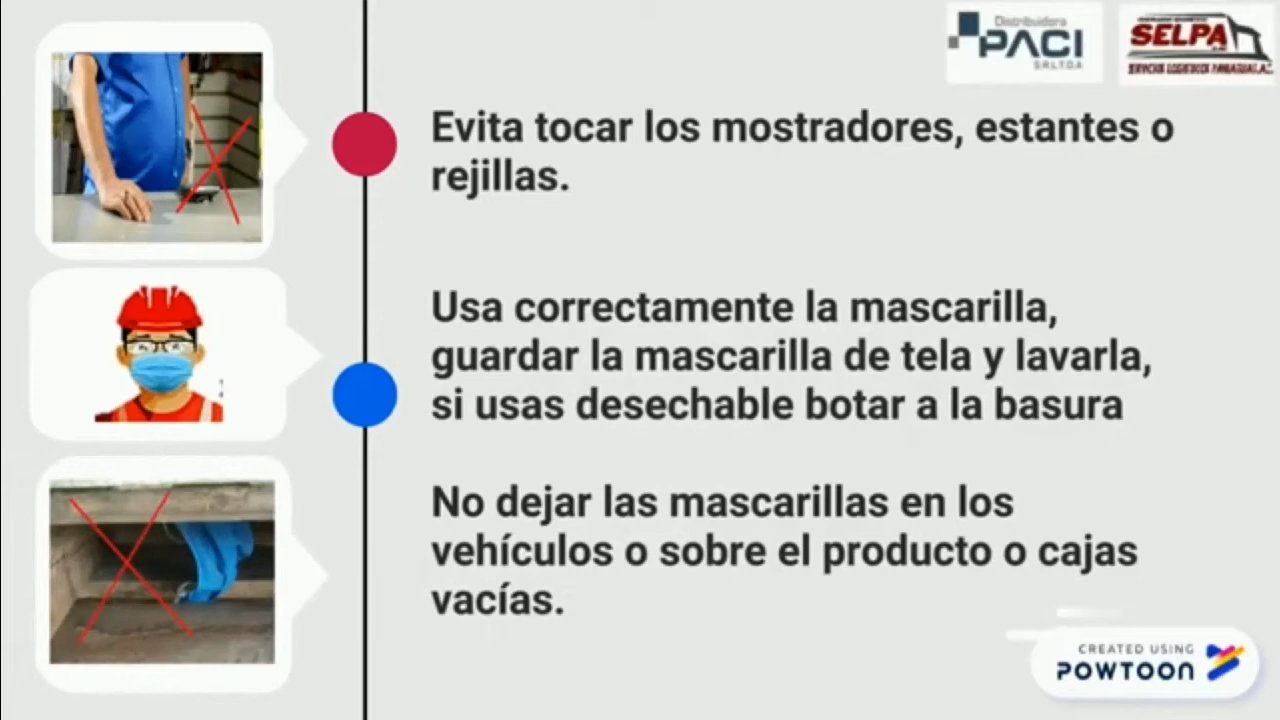 Distribuidora
PACI
SRLTDA
SELPA
Evita tocar los mostradores, estantes o
rejillas.
Usa correctamente la mascarilla,
guardar la mascarilla de tela y lavarla,
si usas desechable botar a la basura
No dejar las mascarillas en los
vehículos o sobre el producto o cajas
vacías.
CREATED USING
POWTOON